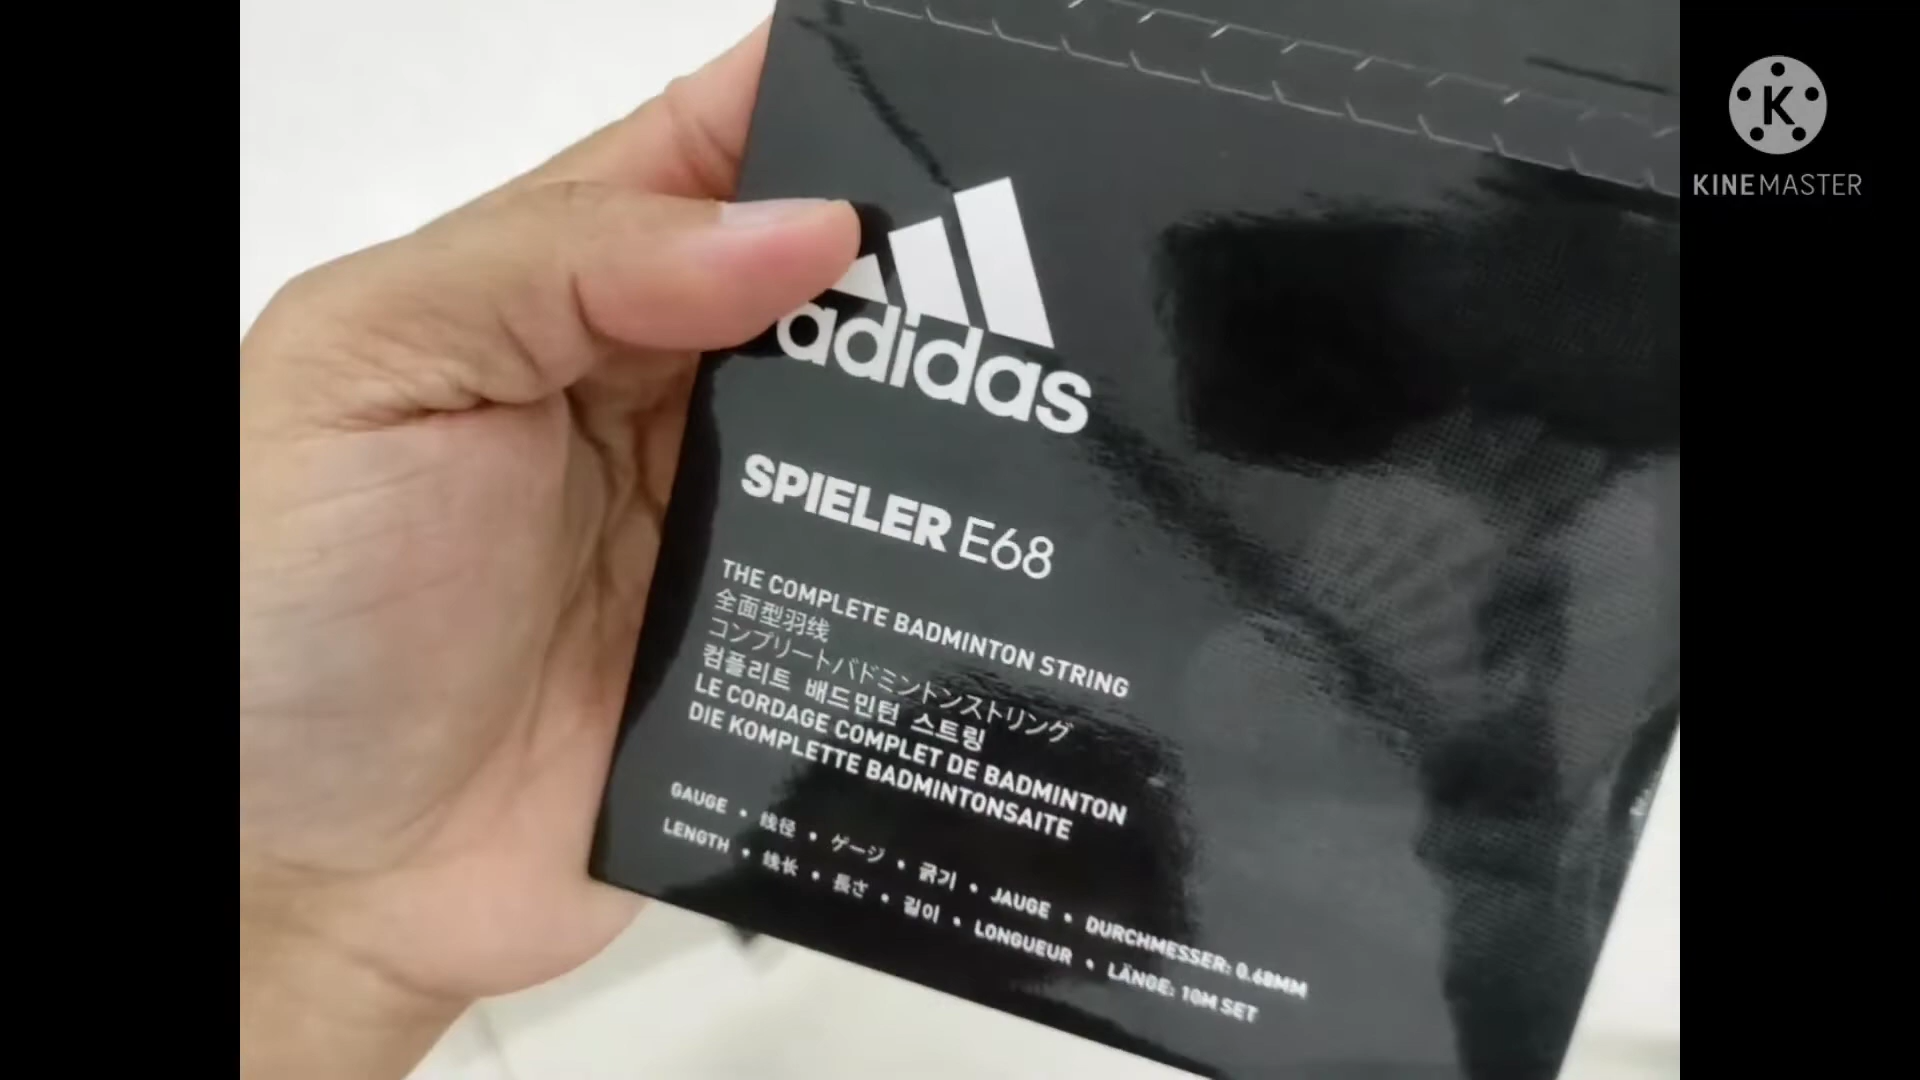 adidas
SPIELER E68
THE COMPLETE BADMINTON STRING
全面型羽线
コンプリートバドミントンストリング
컴플리트 배드민턴 스트링
LE CORDAGE COMPLET DE BADMINTON
DIE KOMPLETTE BADMINTONSAITE
GAUGE • 线径 • ゲージ • 굵기 • JAUGE • DURCHMESSER: 0.68MM
LENGTH • 线长 • 長さ • 길이 • LONGUEUR • LÄNGE: 10M SET
K
KINEMASTER